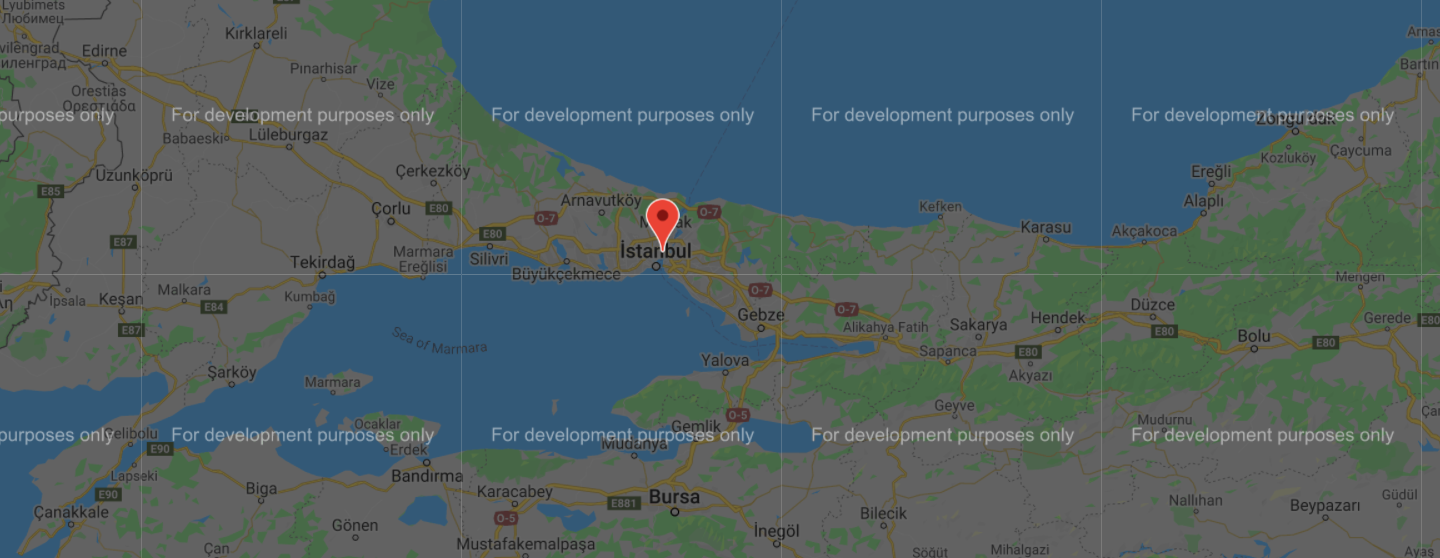 Lyubimets
Любимец
Kırklareli
Edirne
Pınarhisar
Vize
Orestias
Ορεστιάδα
purposes only
For development purposes only
For development purposes only
For development purposes only
For development purposes only
Zonguldak
Bartın
Babaeski
Lüleburgaz
Çaycuma
Kozluköy
Uzunköprü
Çerkezköy
Ereğli
E85
Arnavutköy
Alaplı
Çorlu
E80
O-7
O-7
Kefken
Karasu
Akçakoca
E87
E80
İstanbul
Marmara
Ereğlisi
Silivri
Tekirdağ
Büyükçekmece
Mengen
İpsala
Keşan
Malkara
E84
Kumbağ
O-7
O-7
Düzce
E87
Gebze
Alikahya Fatih
Sakarya
Hendek
E80
Gerede
E80
Sea of Marmara
Sapanca
E80
Bolu
E80
Yalova
Akyazı
Şarköy
Marmara
Geyve
O-5
Mudurnu
Ocaklar
Gemlik
purposes only
For development purposes only
For development purposes only
For development purposes only
For development purposes only
Gelibolu
E90
Erdek
Mudanya
Lapseki
Bandırma
E90
Biga
Karacabey
E881
Bursa
Nallıhan
Beypazarı
Güdül
Çanakkale
O-5
Bilecik
Gönen
İnegöl
Çan
Mustafakemalpaşa
Söğüt
Mihalgazi
Ayaş